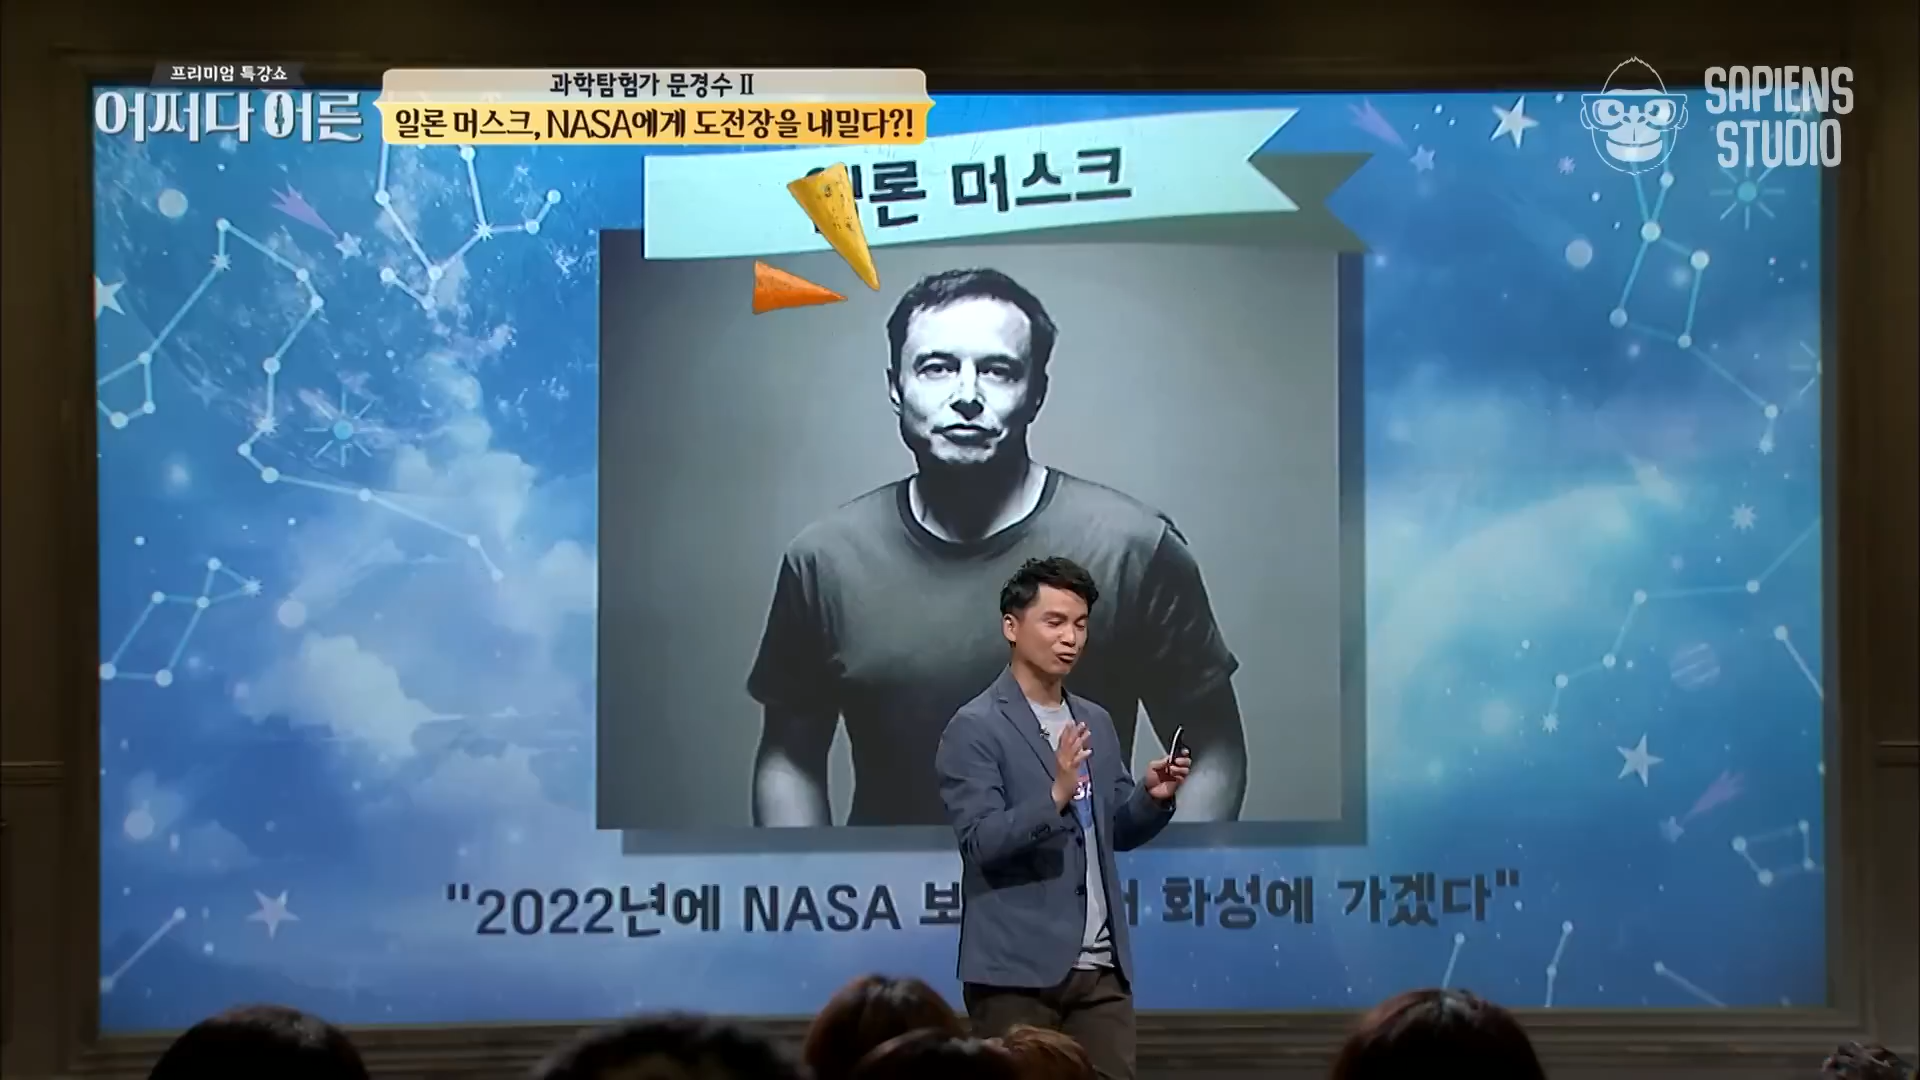 프리미엄 특강쇼
어쩌다 어른
과학탐험가 문경수 Ⅱ
일론 머스크, NASA에게 도전장을 내밀다?!
SAPIENS
STUDIO
일론 머스크
"2022년에 NASA 화성에 가겠다"